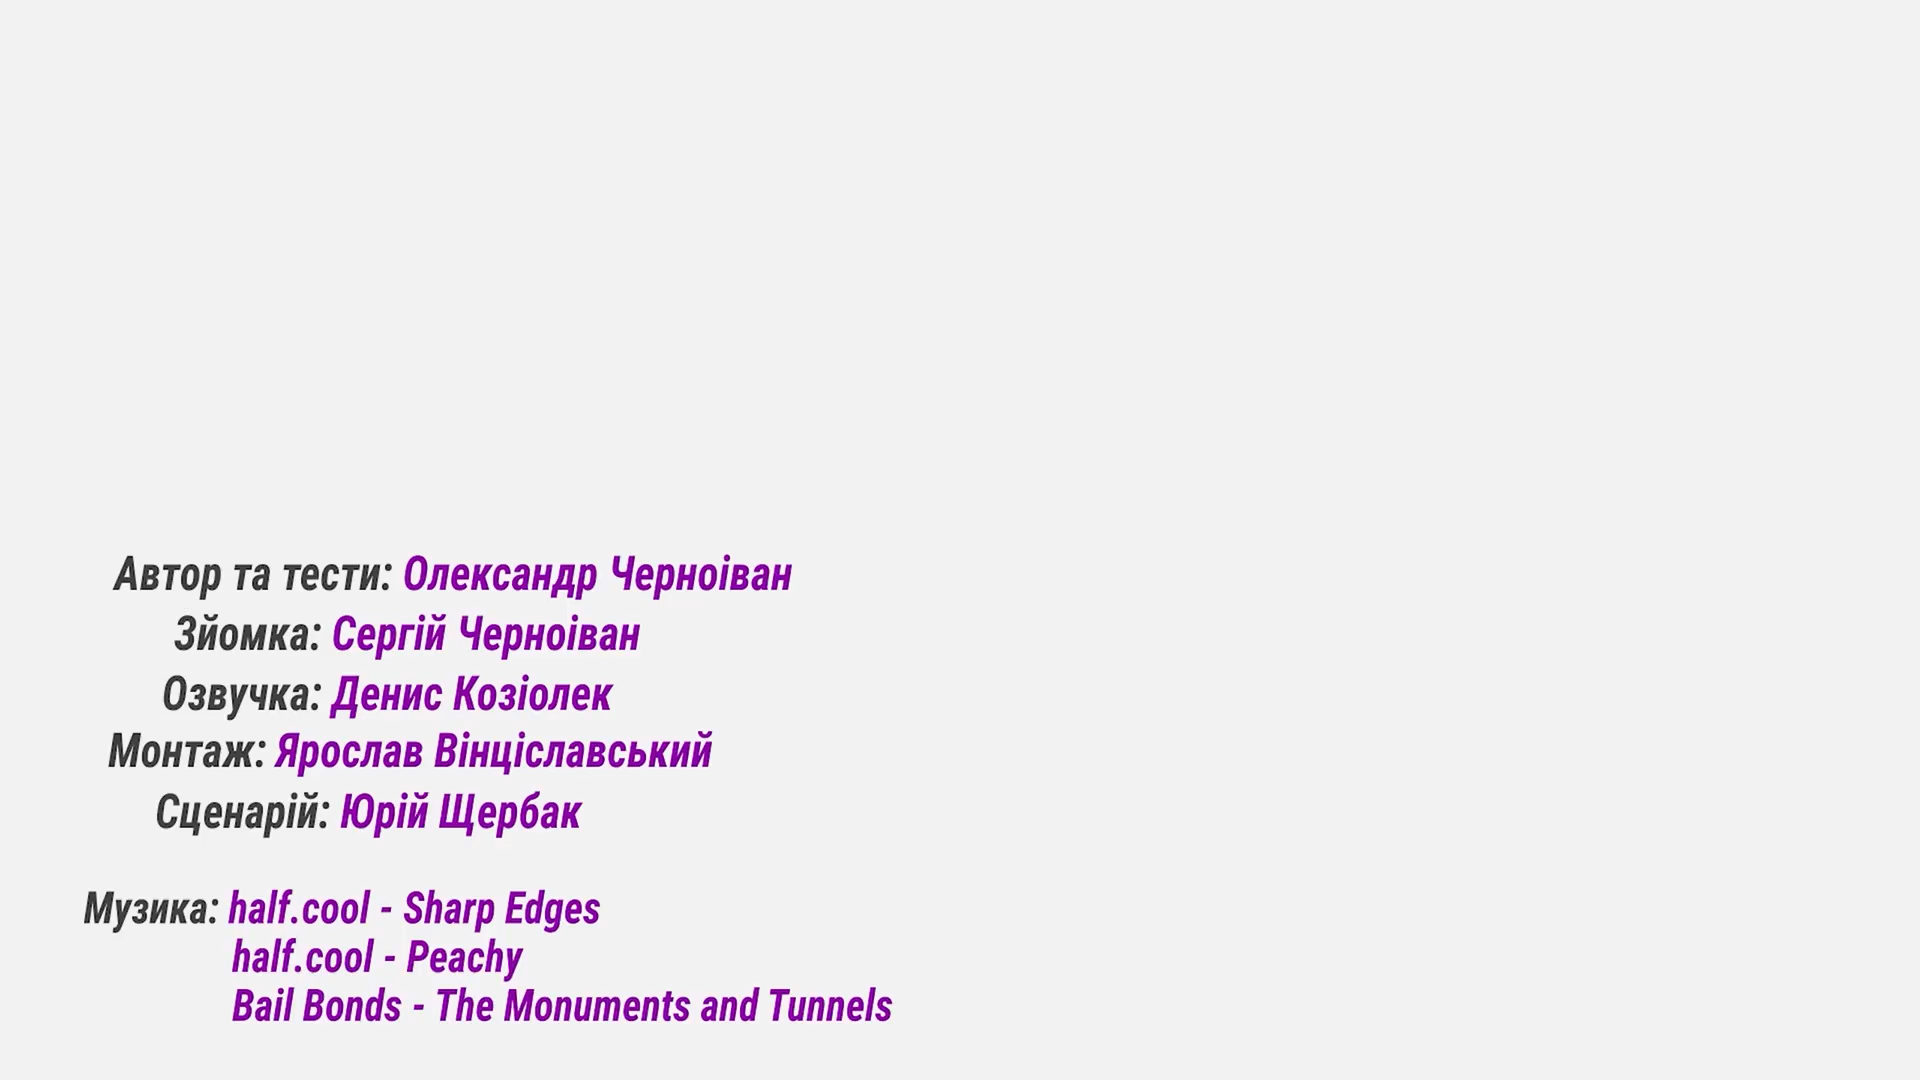 Автор та тести: Олександр Черноіван
Зйомка: Сергій Черноіван
Озвучка: Денис Козіолек
Монтаж: Ярослав Вінціславський
Сценарій: Юрій Щербак
Музика: half.cool - Sharp Edges
half.cool - Peachy
Bail Bonds - The Monuments and Tunnels